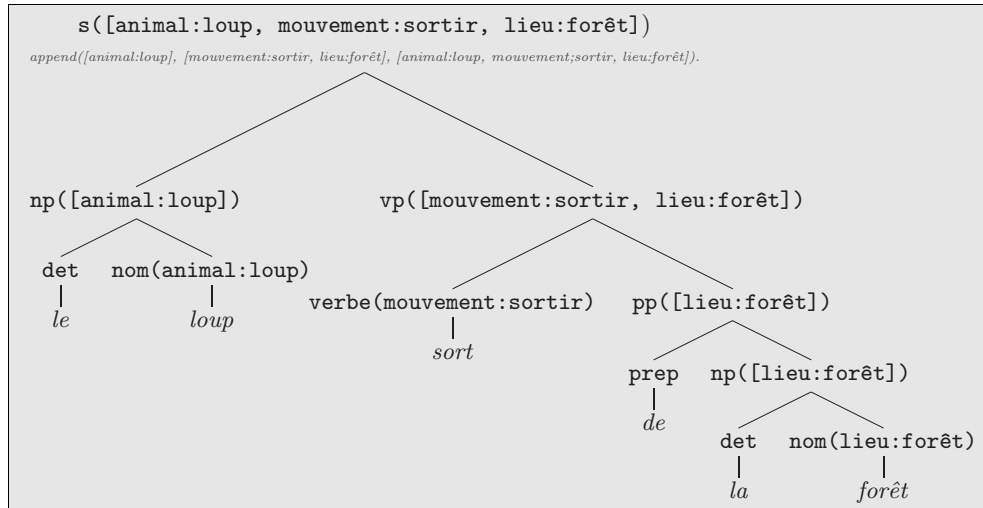 s([animal:loup, mouvement:sortir, lieu:forêt])
append([animal:loup], [mouvement:sortir, lieu:forêt], [animal:loup, mouvement;sortir, lieu:forêt]).
np([animal:loup]) vp([mouvement:sortir, lieu:forêt])
det nom(animal:loup)
verbe(mouvement:sortir) pp([lieu:forêt])
le loup
sort
prep np([lieu:forêt])
de
det nom(lieu:forêt)
la forêt